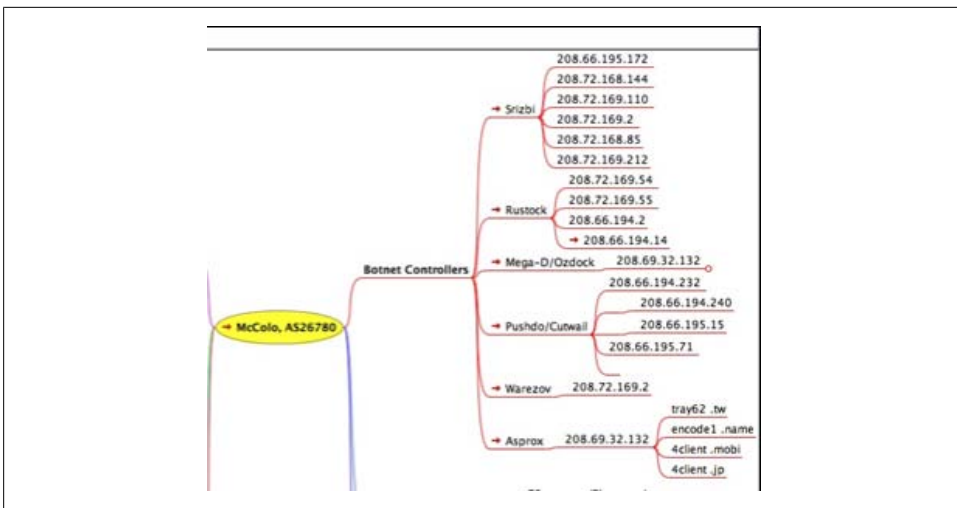 208.66.195.172
208.72.168.144
208.72.169.110
Srizbi
208.72.169.2
208.72.168.85
208.72.169.212
208.72.169.54
208.72.169.55
Rustock
208.66.194.2
208.66.194.14
Mega-D/Ozdock
208.69.32.132
Botnet Controllers
208.66.194.232
208.66.194.240
McColo, AS26780
Pushdo/Cutwail
208.66.195.15
208.66.195.71
Warezov
208.72.169.2
tray62 .tw
encode1 .name
Asprox
208.69.32.132
4client .mobi
4client .jp